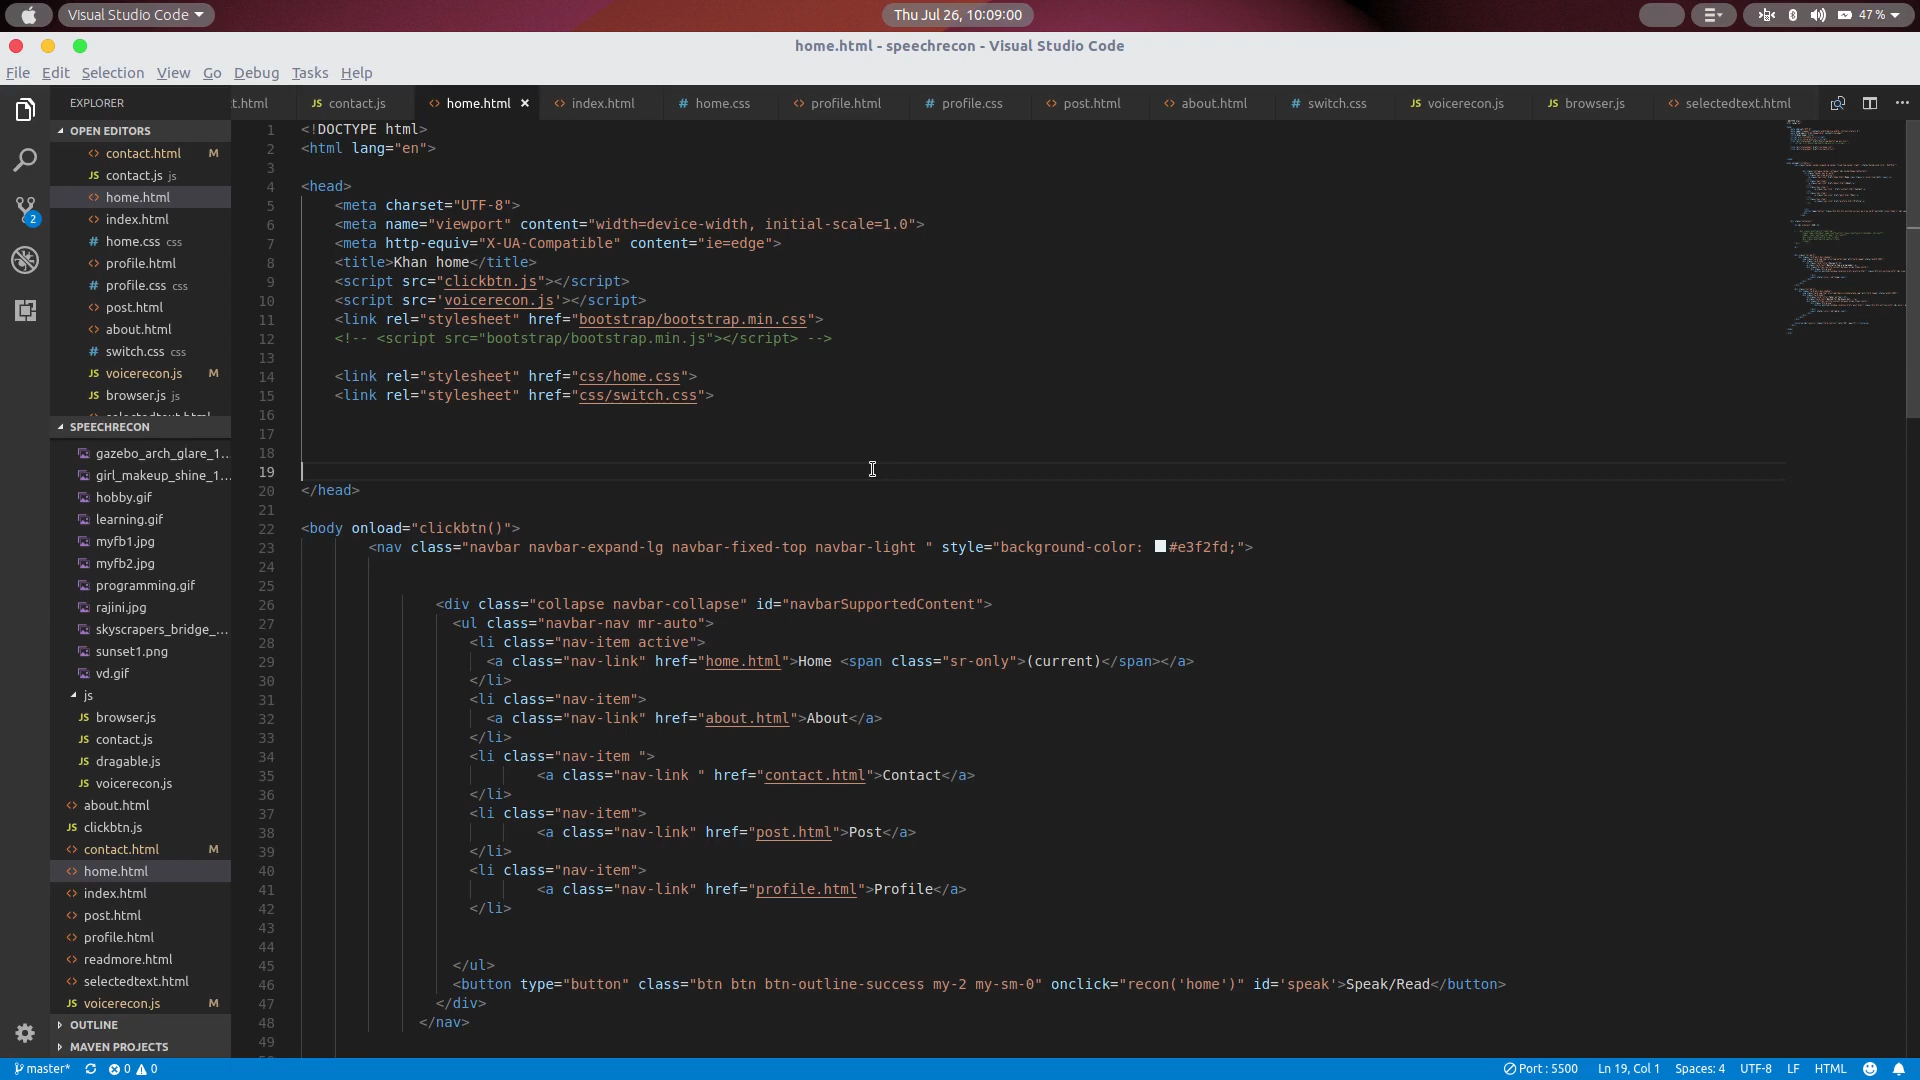 Visual Studio Code
Thu Jul 26, 10:09:00
47 %
home.html - speechrecon - Visual Studio Code
File Edit Selection View Go Debug Tasks Help
EXPLORER
t.html
contact.js
home.html
index.html
home.css
profile.html
profile.css
post.html
about.html
switch.css
voicerecon.js
browser.js
selectedtext.html
OPEN EDITORS
contact.html M
contact.js js
home.html
index.html
home.css css
profile.html
profile.css css
post.html
about.html
switch.css css
voicerecon.js M
browser.js js
SPEECHRECON
gazebo_arch_glare_1...
girl_makeup_shine_1...
hobby.gif
learning.gif
myfb1.jpg
myfb2.jpg
programming.gif
rajini.jpg
skyscrapers_bridge_...
sunset1.png
vd.gif
js
browser.js
contact.js
dragable.js
voicerecon.js
about.html
clickbtn.js
contact.html M
home.html
index.html
post.html
profile.html
readmore.html
selectedtext.html
voicerecon.js M
OUTLINE
MAVEN PROJECTS
2
1 <!DOCTYPE html>
2 <html lang="en">
3
4 <head>
5 <meta charset="UTF-8">
6 <meta name="viewport" content="width=device-width, initial-scale=1.0">
7 <meta http-equiv="X-UA-Compatible" content="ie=edge">
8 <title>Khan home</title>
9 <script src="clickbtn.js"></script>
10 <script src='voicerecon.js'></script>
11 <link rel="stylesheet" href="bootstrap/bootstrap.min.css">
12 <!-- <script src="bootstrap/bootstrap.min.js"></script> -->
13
14 <link rel="stylesheet" href="css/home.css">
15 <link rel="stylesheet" href="css/switch.css">
16
17
18
19
20 </head>
21
22 <body onload="clickbtn()">
23 <nav class="navbar navbar-expand-lg navbar-fixed-top navbar-light " style="background-color: #e3f2fd;">
24
25
26 <div class="collapse navbar-collapse" id="navbarSupportedContent">
27 <ul class="navbar-nav mr-auto">
28 <li class="nav-item active">
29 <a class="nav-link" href="home.html">Home <span class="sr-only">(current)</span></a>
30 </li>
31 <li class="nav-item">
32 <a class="nav-link" href="about.html">About</a>
33 </li>
34 <li class="nav-item ">
35 <a class="nav-link " href="contact.html">Contact</a>
36 </li>
37 <li class="nav-item">
38 <a class="nav-link" href="post.html">Post</a>
39 </li>
40 <li class="nav-item">
41 <a class="nav-link" href="profile.html">Profile</a>
42 </li>
43
44
45 </ul>
46 <button type="button" class="btn btn btn-outline-success my-2 my-sm-0" onclick="recon('home')" id='speak'>Speak/Read</button>
47 </div>
48 </nav>
49
master* 0 0
Port : 5500 Ln 19, Col 1 Spaces: 4 UTF-8 LF HTML